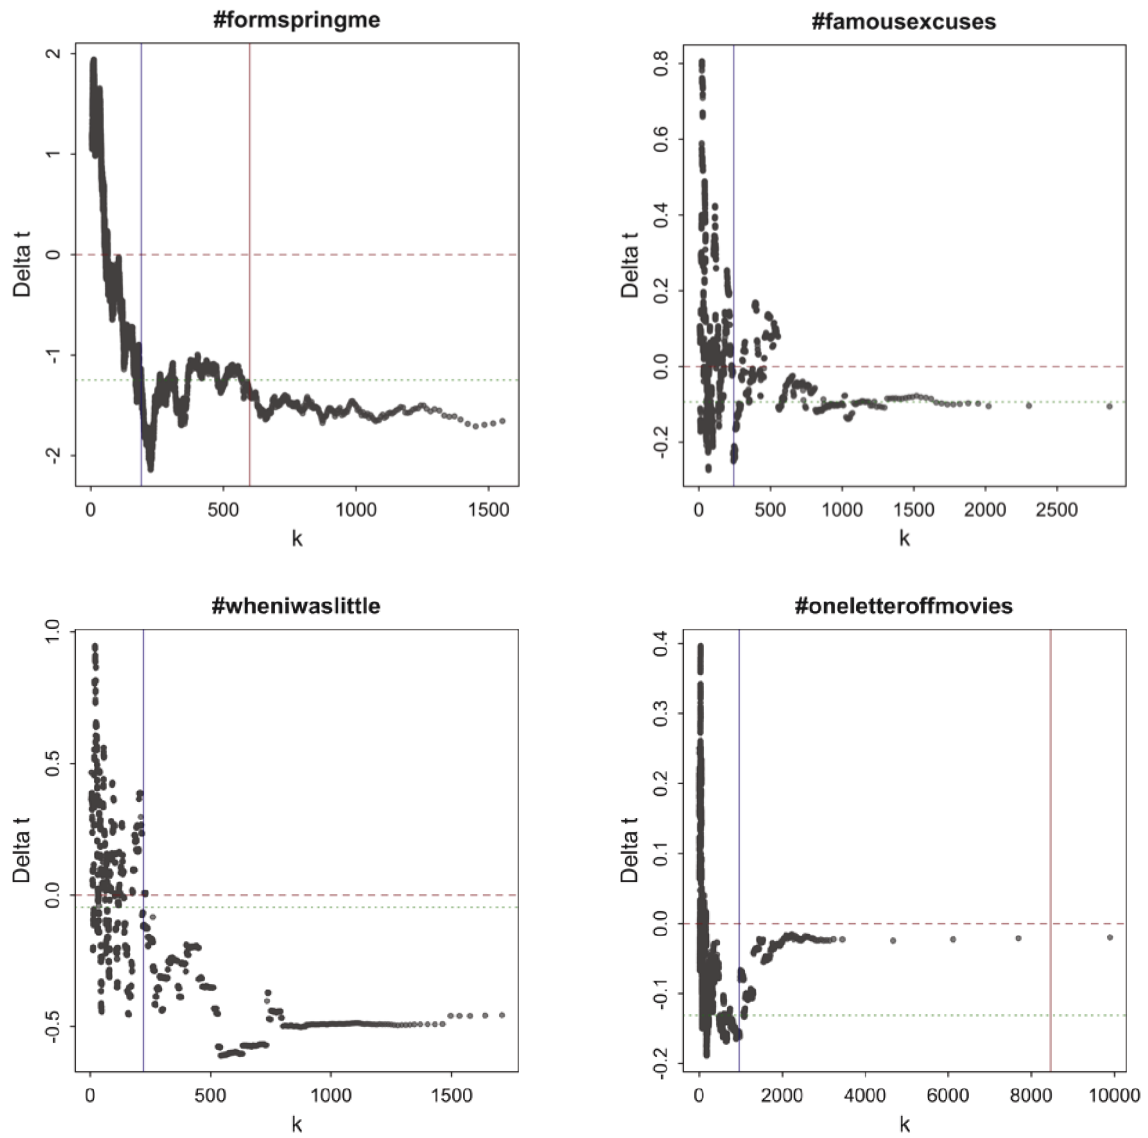 #formspringme
2
1
0
-1
-2
Delta t
0 500 1000 1500
k
#famousexcuses
0.8
0.6
0.4
0.2
0.0
-0.2
Delta t
0 500 1000 1500 2000 2500
k
#wheniwaslittle
1.0
0.5
0.0
-0.5
Delta t
0 500 1000 1500
k
#oneletteroffmovies
0.4
0.3
0.2
0.1
0.0
-0.1
-0.2
Delta t
0 2000 4000 6000 8000 10000
k